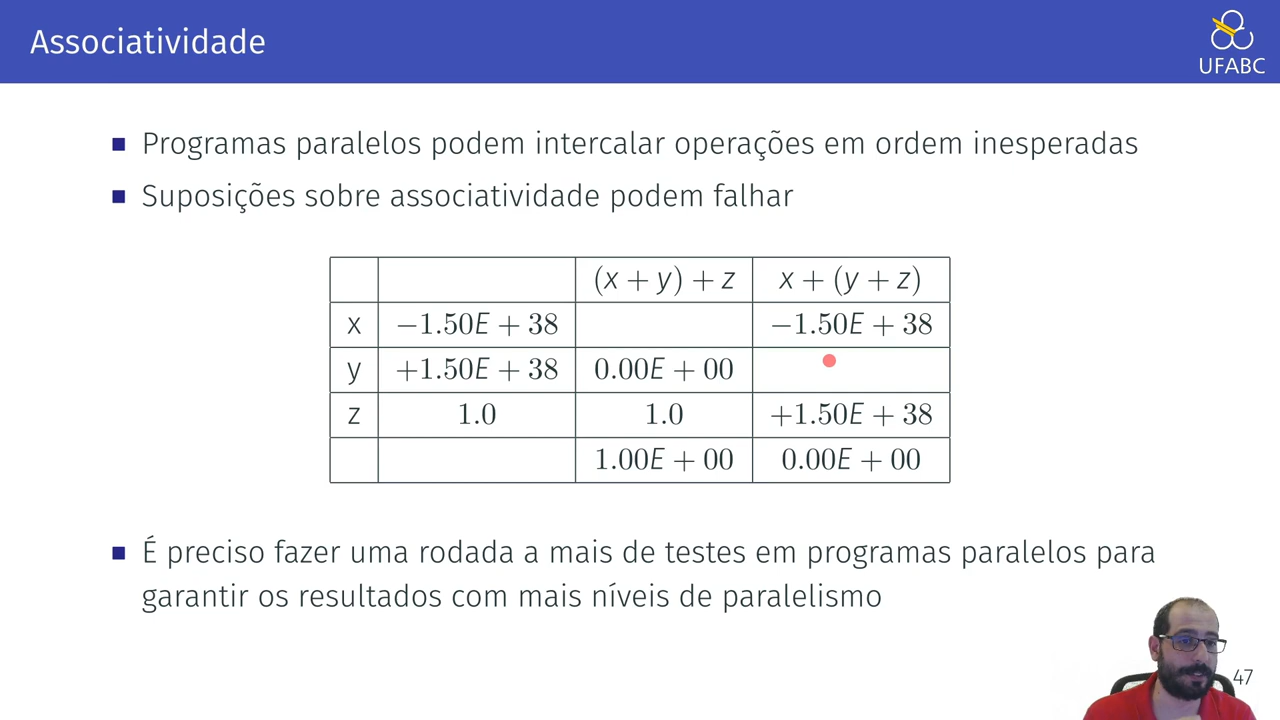 Associatividade
UFABC
Programas paralelos podem intercalar operações em ordem inesperadas
Suposições sobre associatividade podem falhar
(x + y) + z x + (y + z)
x −1.50E + 38 −1.50E + 38
y +1.50E + 38 0.00E + 00
z 1.0 1.0 +1.50E + 38
1.00E + 00 0.00E + 00
É preciso fazer uma rodada a mais de testes em programas paralelos para
garantir os resultados com mais níveis de paralelismo
47